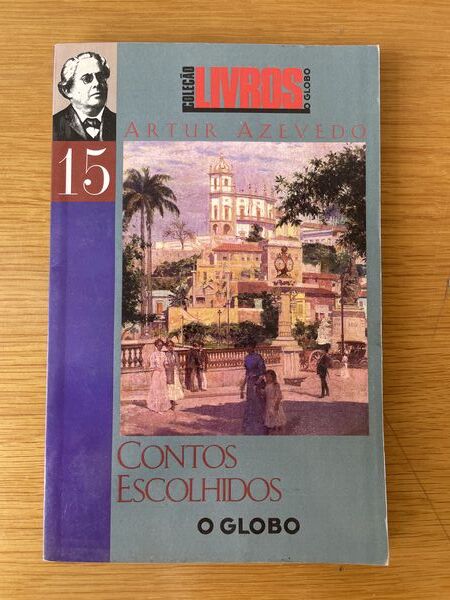 COLEÇÃO
LIVROS
O GLOBO
ARTUR AZEVEDO
15
CONTOS
ESCOLHIDOS
O GLOBO